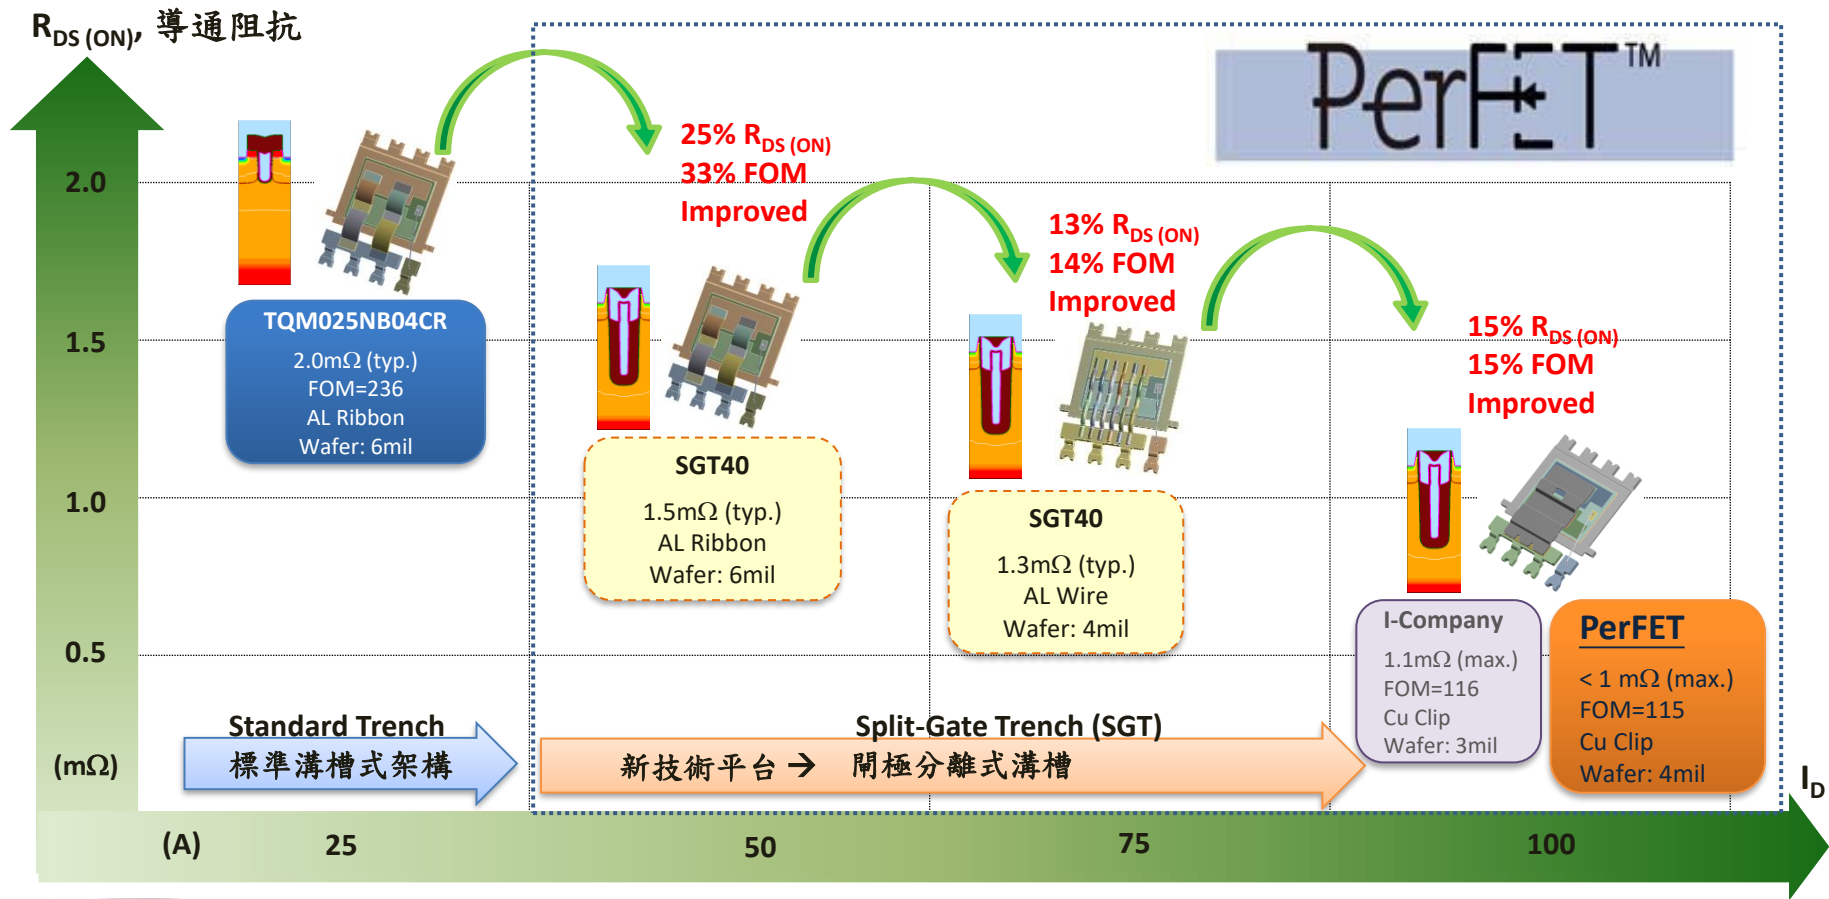 R_DS (ON), 導通阻抗
PerFET™
25% R_DS (ON)
33% FOM
Improved
2.0
13% R_DS (ON)
14% FOM
Improved
TQM025NB04CR
2.0mΩ (typ.)
FOM=236
AL Ribbon
Wafer: 6mil
1.5
15% R_DS (ON)
15% FOM
Improved
SGT40
1.5mΩ (typ.)
AL Ribbon
Wafer: 6mil
1.0
SGT40
1.3mΩ (typ.)
AL Wire
Wafer: 4mil
0.5
I-Company
1.1mΩ (max.)
FOM=116
Cu Clip
Wafer: 3mil
PerFET
< 1 mΩ (max.)
FOM=115
Cu Clip
Wafer: 4mil
Standard Trench
標準溝槽式架構
Split-Gate Trench (SGT)
新技術平台 → 閘極分離式溝槽
(mΩ)
I_D
(A) 25 50 75 100